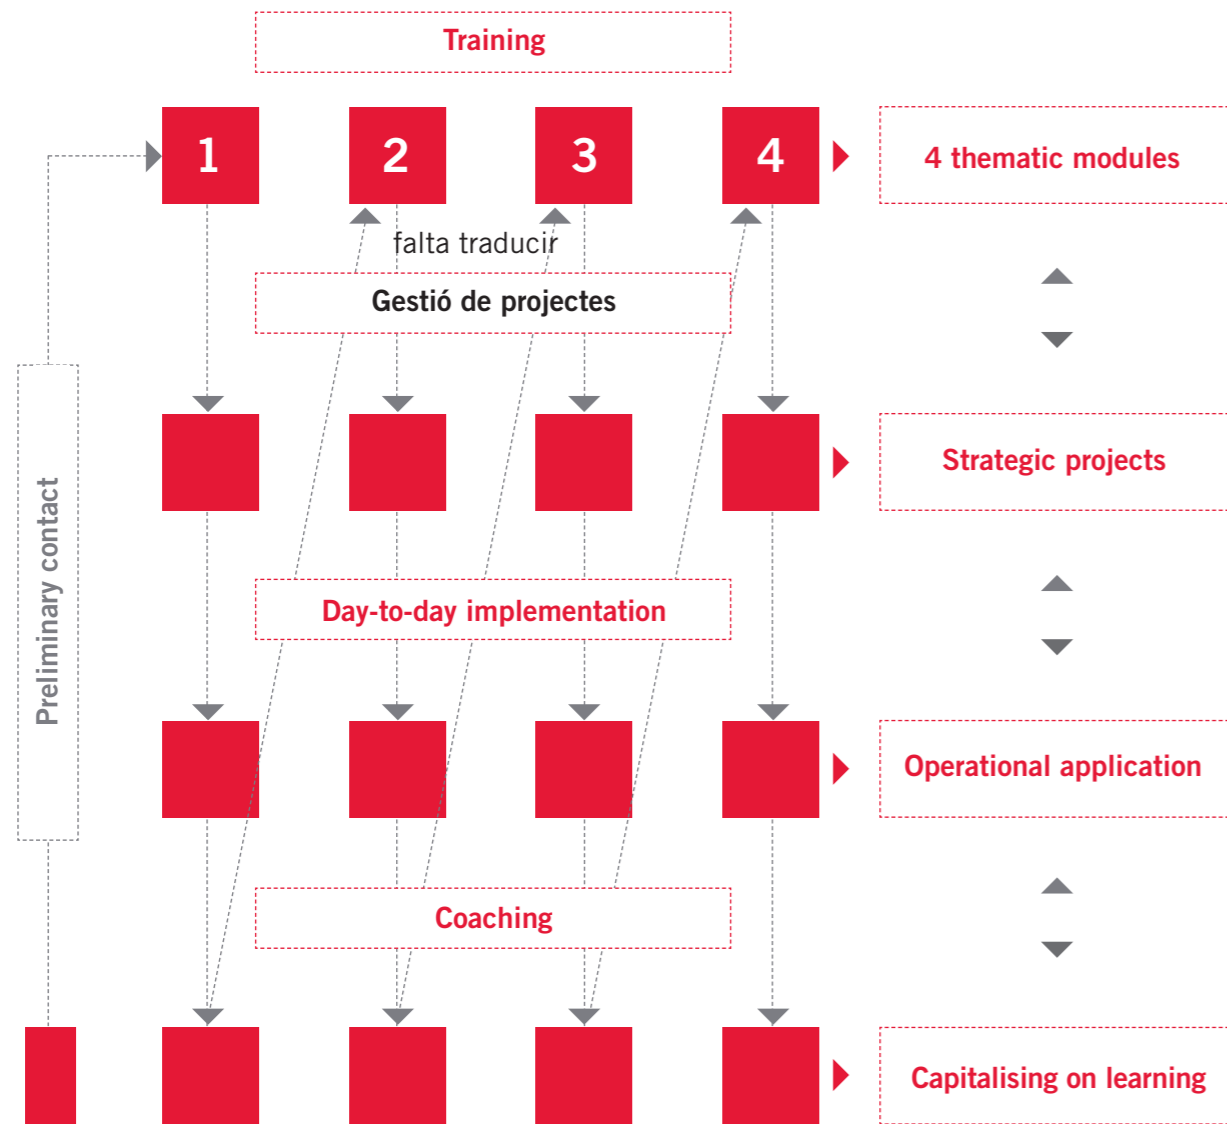 Training
1
2
3
4
4 thematic modules
falta traducir
Gestió de projectes
Strategic projects
Preliminary contact
Day-to-day implementation
Operational application
Coaching
Capitalising on learning